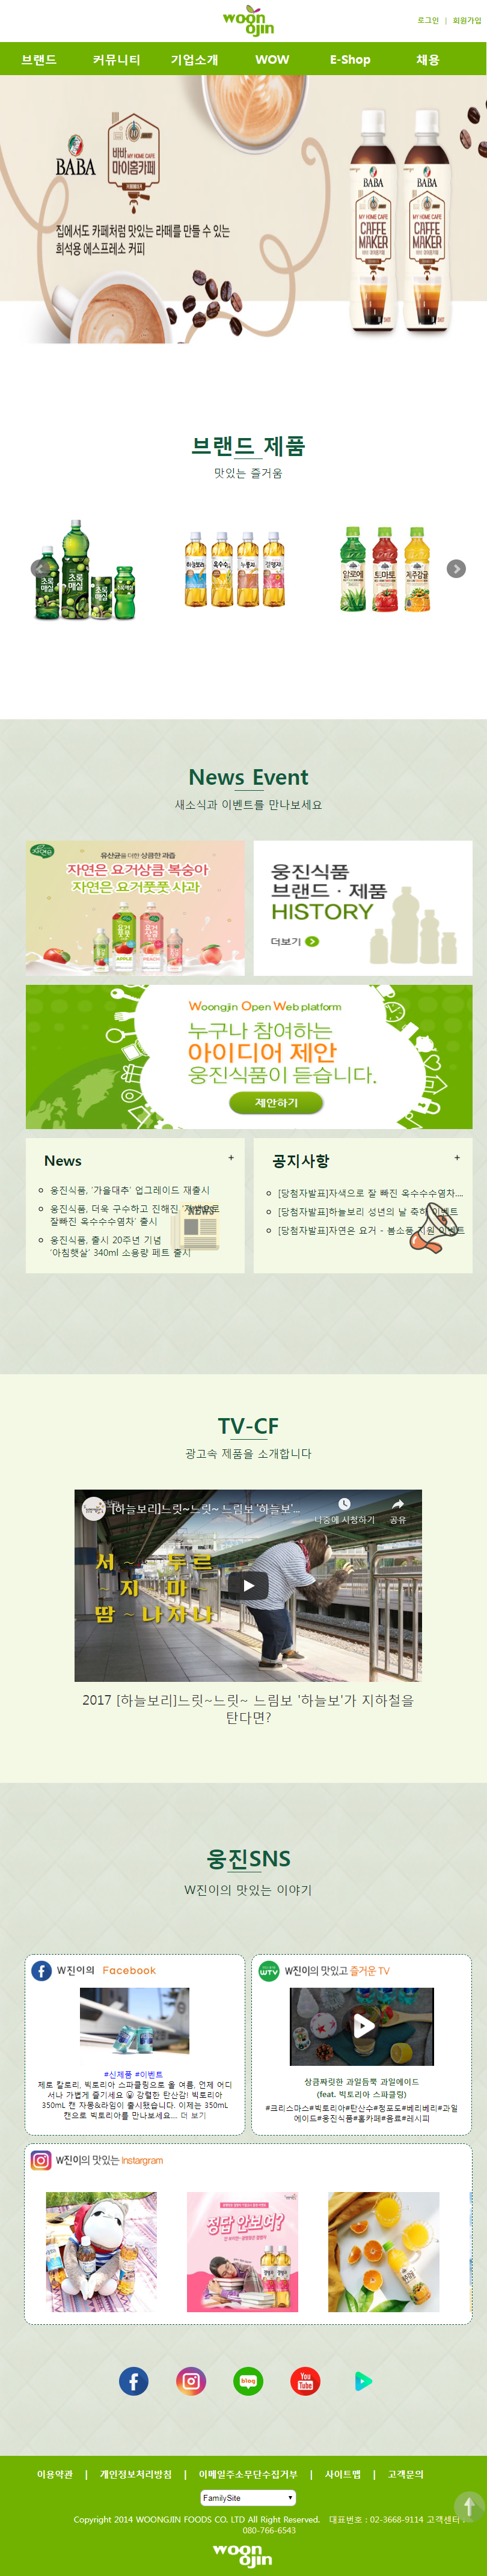 woon
ojin
로그인 | 회원가입
브랜드 커뮤니티 기업소개 WOW E-Shop 채용
BABA
바바
MY HOME CAFE
마이홈카페
집에서도 카페처럼 맛있는 라떼를 만들 수 있는
희석용 에스프레소 커피
BABA BABA
MY HOME CAFE MY HOME CAFE
CAFFE CAFFE
MAKER MAKER
브랜드 제품
맛있는 즐거움
초록매실
하늘보리 옥수수
알로에 토마토 제주감귤
News Event
새소식과 이벤트를 만나보세요
자연은
유산균을 더한 상큼한 과즙
자연은 요거상큼 복숭아
자연은 요거풋풋 사과
APPLE PEACH
웅진식품
브랜드 · 제품
HISTORY
더보기
Woongjin Open Web platform
누구나 참여하는
아이디어 제안
웅진식품이 듣습니다.
제안하기
News +
웅진식품, ‘가을대추’ 업그레이드 재출시
웅진식품, 더욱 구수하고 진해진 ‘자색으로
잘빠진 옥수수수염차’ 출시
웅진식품, 출시 20주년 기념
‘아침햇살’ 340ml 소용량 페트 출시
NEWS
공지사항 +
[당첨자발표]자색으로 잘 빠진 옥수수수염차....
[당첨자발표]하늘보리 성년의 날 축하 이벤트
[당첨자발표]자연은 요거 - 봄소풍 지원 이벤트
TV-CF
광고속 제품을 소개합니다
[하늘보리]느릿~느릿~ 느림보 '하늘보'...
나중에 시청하기 공유
서 ~ 두르
~ 지 마 ~
땀 ~ 나자나
2017 [하늘보리]느릿~느릿~ 느림보 '하늘보'가 지하철을
탄다면?
웅진SNS
W진이의 맛있는 이야기
W진이의 Facebook
#신제품 #이벤트
제로 칼로리, 빅토리아 스파클링으로 올 여름, 언제 어디
서나 가볍게 즐기세요 😮 강렬한 탄산감! 빅토리아
350mL 캔 자몽&라임이 출시됐습니다. 이제는 350mL
캔으로 빅토리아를 만나보세요... 더 보기
WTV
W진이의 맛있고 즐거운 TV
상큼짜릿한 과일듬뿍 과일에이드
(feat. 빅토리아 스파클링)
#크리스마스#빅토리아#탄산수#청포도#베리베리#과일
에이드#웅진식품#홈카페#음료#레시피
W진이의 맛있는 Instargram
정답 안보여?
blog
You
Tube
이용약관 | 개인정보처리방침 | 이메일주소무단수집거부 | 사이트맵 | 고객문의
FamilySite
Copyright 2014 WOONGJIN FOODS CO. LTD All Right Reserved. 대표번호 : 02-3668-9114 고객센터 :
080-766-6543
woon
ojin